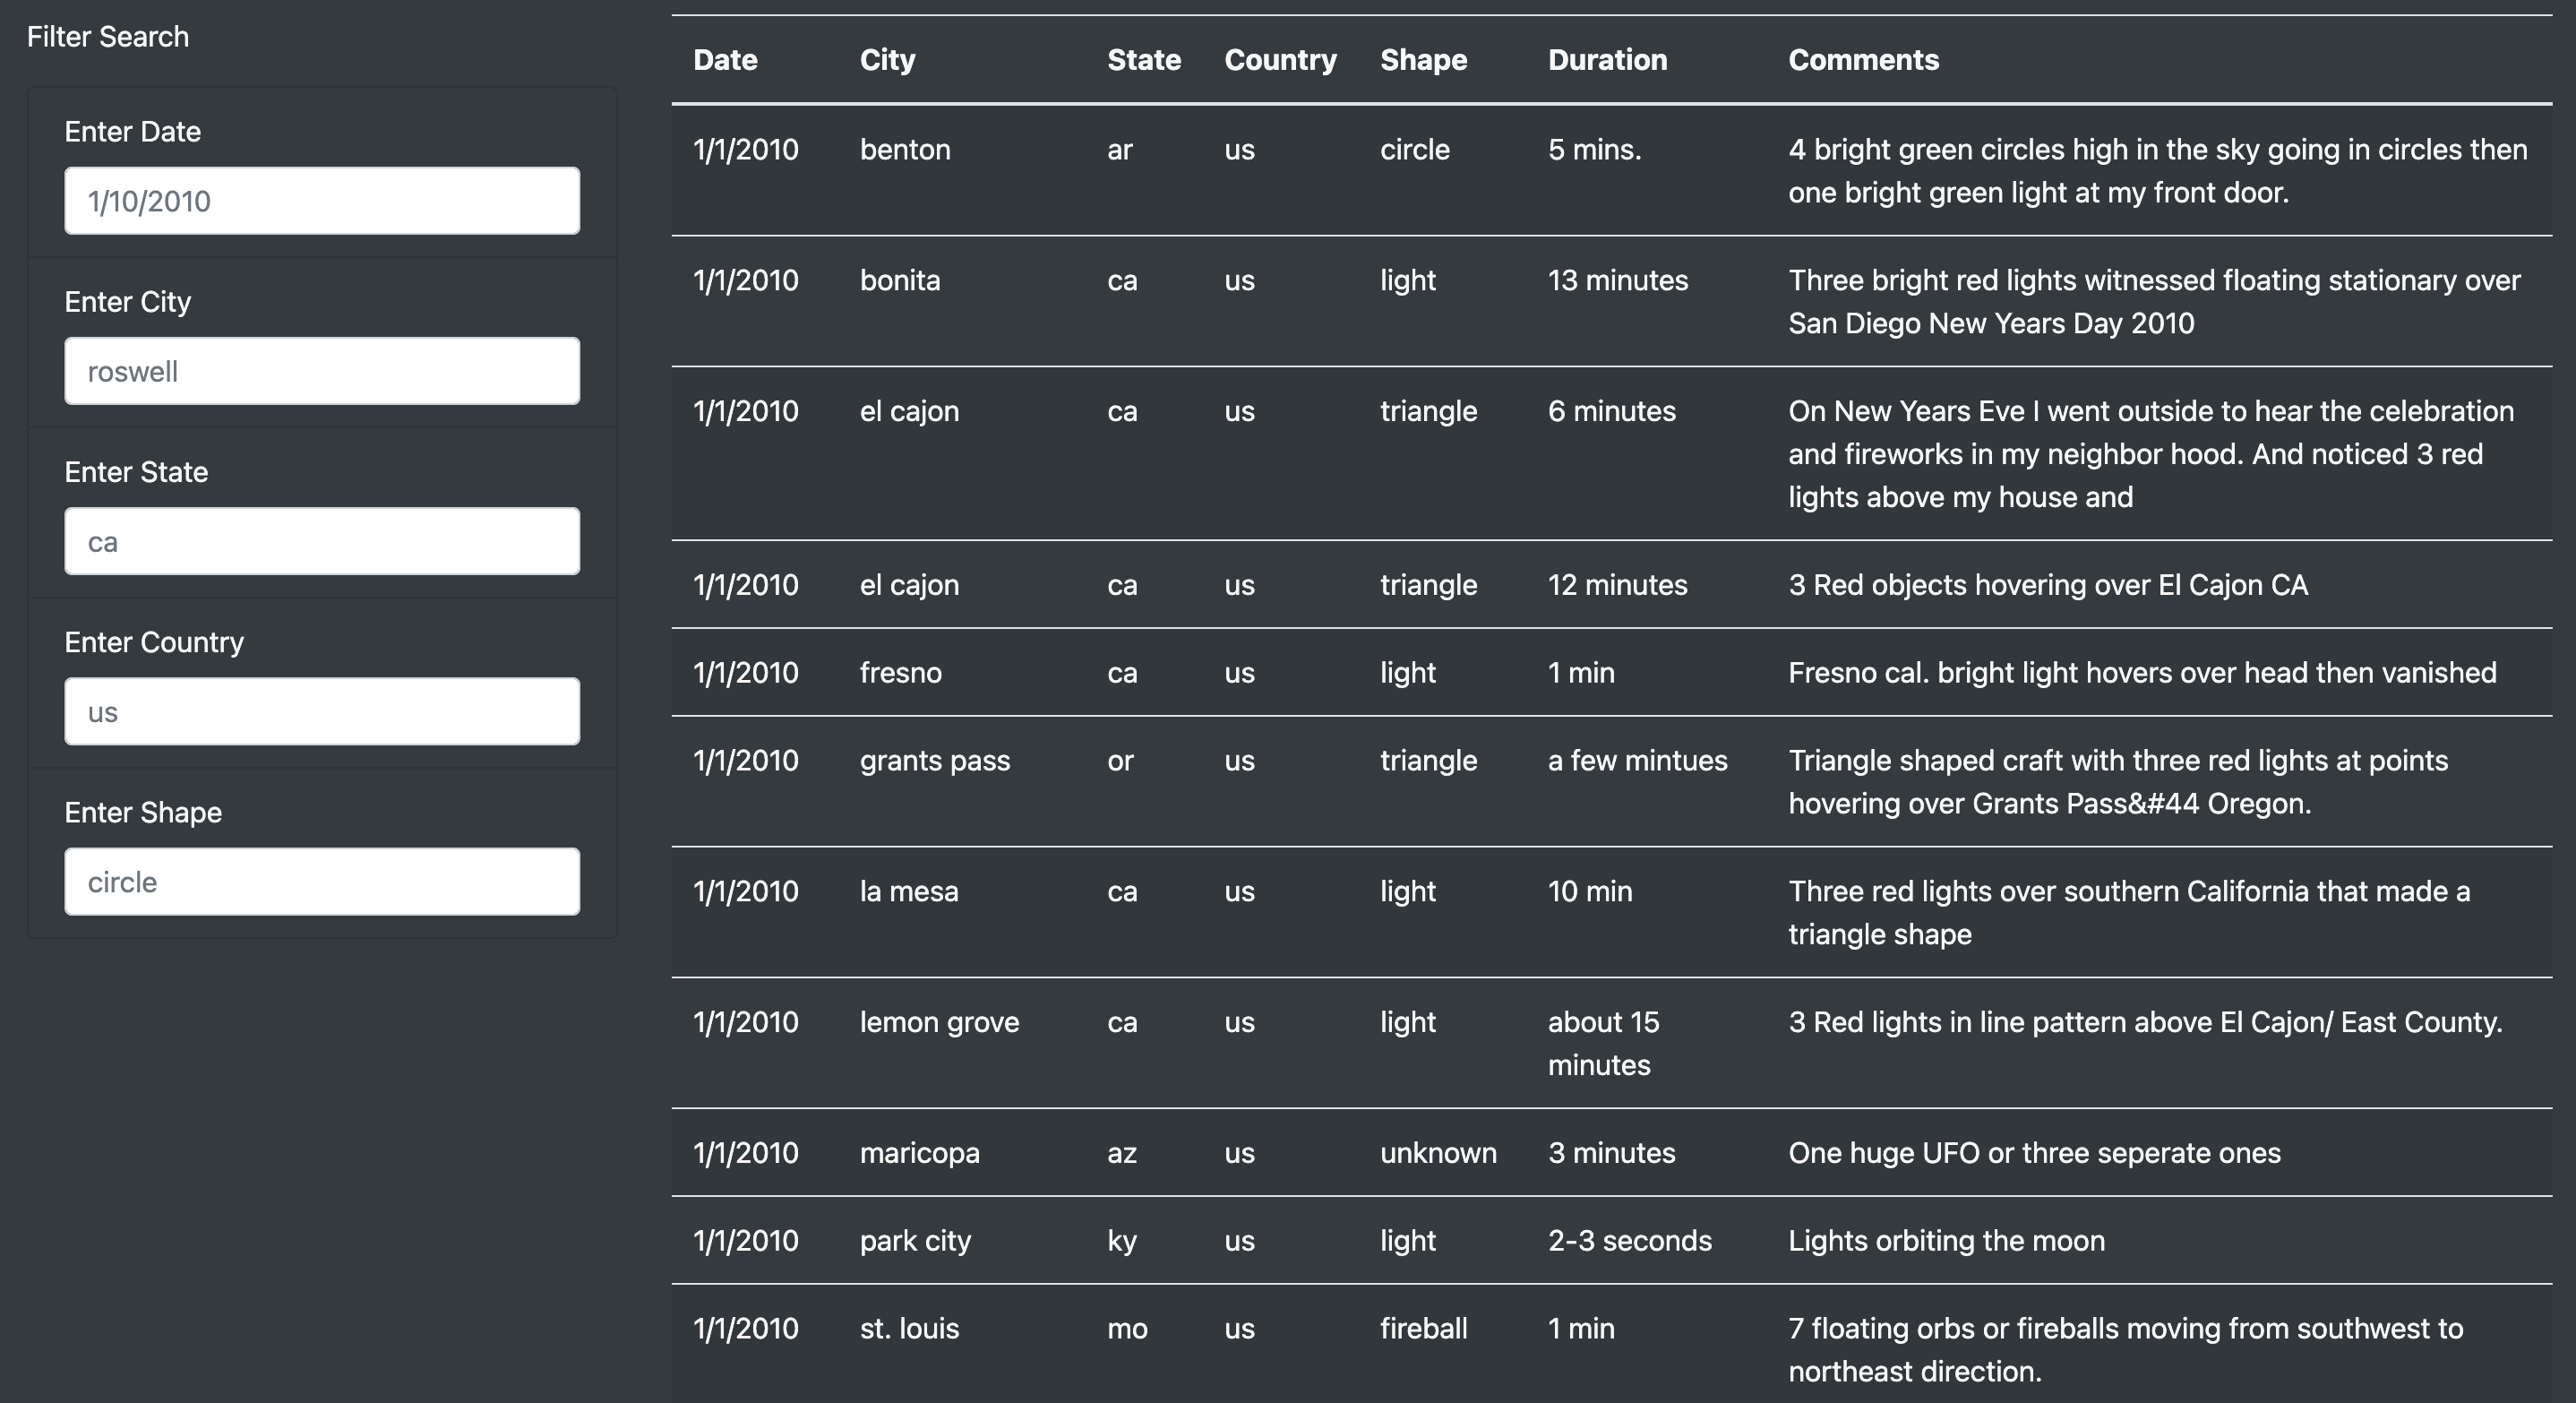 Filter Search
Enter Date
1/10/2010
Enter City
roswell
Enter State
ca
Enter Country
us
Enter Shape
circle
Date City State Country Shape Duration Comments
1/1/2010 benton ar us circle 5 mins. 4 bright green circles high in the sky going in circles then
one bright green light at my front door.
1/1/2010 bonita ca us light 13 minutes Three bright red lights witnessed floating stationary over
San Diego New Years Day 2010
1/1/2010 el cajon ca us triangle 6 minutes On New Years Eve I went outside to hear the celebration
and fireworks in my neighbor hood. And noticed 3 red
lights above my house and
1/1/2010 el cajon ca us triangle 12 minutes 3 Red objects hovering over El Cajon CA
1/1/2010 fresno ca us light 1 min Fresno cal. bright light hovers over head then vanished
1/1/2010 grants pass or us triangle a few mintues Triangle shaped craft with three red lights at points
hovering over Grants Pass&#44 Oregon.
1/1/2010 la mesa ca us light 10 min Three red lights over southern California that made a
triangle shape
1/1/2010 lemon grove ca us light about 15 3 Red lights in line pattern above El Cajon/ East County.
minutes
1/1/2010 maricopa az us unknown 3 minutes One huge UFO or three seperate ones
1/1/2010 park city ky us light 2-3 seconds Lights orbiting the moon
1/1/2010 st. louis mo us fireball 1 min 7 floating orbs or fireballs moving from southwest to
northeast direction.